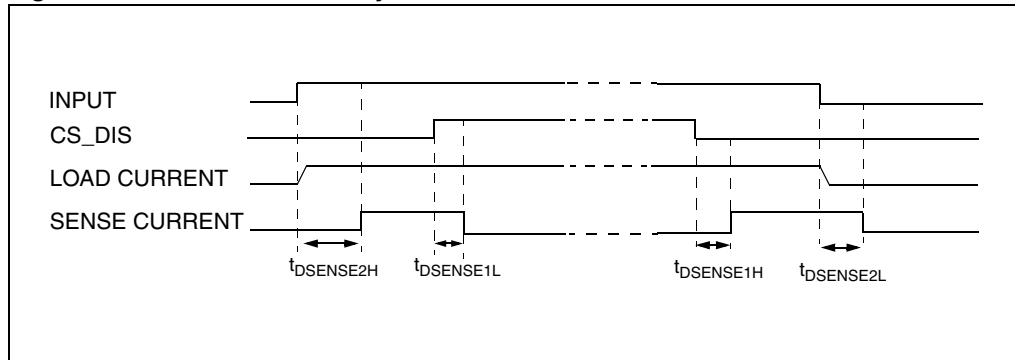 INPUT
CS_DIS
LOAD CURRENT
SENSE CURRENT
tDSENSE2H
tDSENSE1L
tDSENSE1H
tDSENSE2L